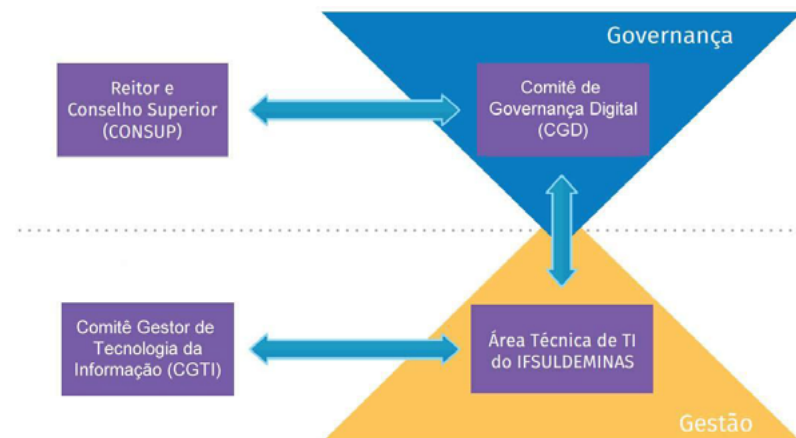 Governança
Reitor e
Conselho Superior
(CONSUP)
Comitê de
Governança Digital
(CGD)
Comitê Gestor de
Tecnologia da
Informação (CGTI)
Área Técnica de TI
do IFSULDEMINAS
Gestão